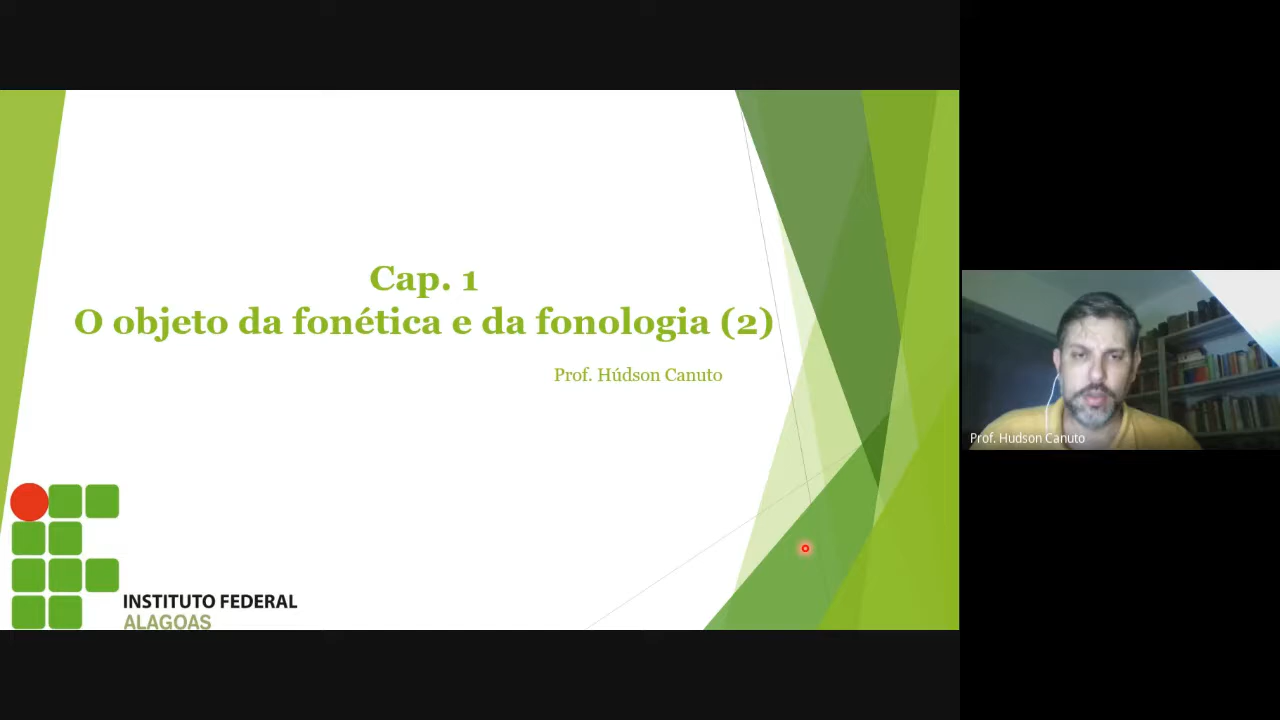 Cap. 1
O objeto da fonética e da fonologia (2)
Prof. Húdson Canuto
INSTITUTO FEDERAL
ALAGOAS
Prof. Hudson Canuto